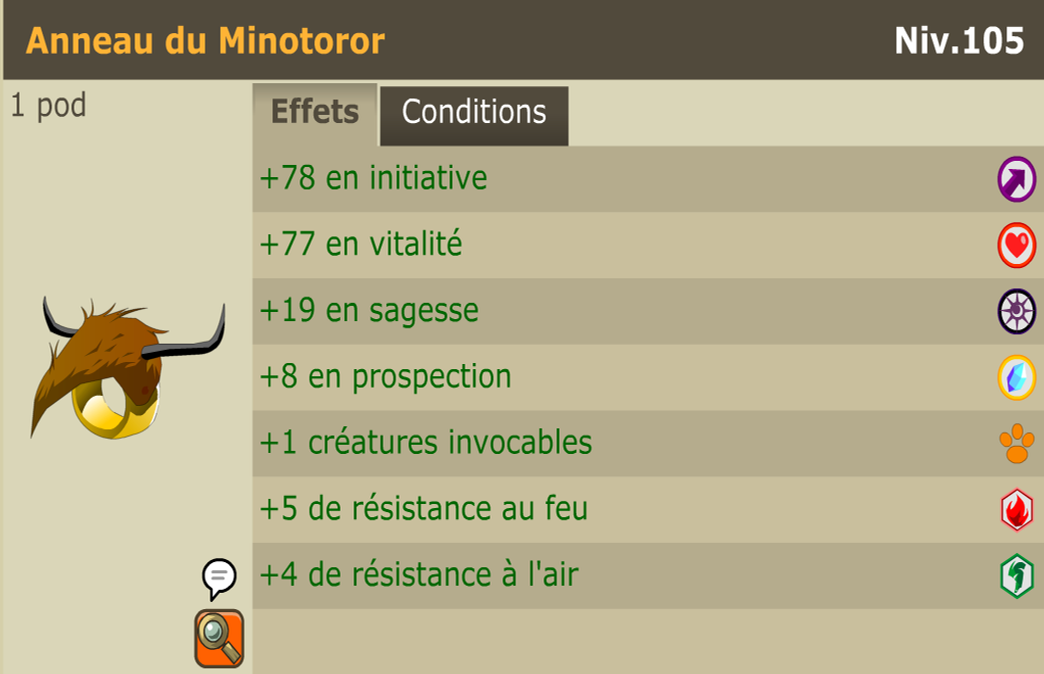 Anneau du Minotoror
Niv.105
1 pod
Effets
Conditions
+78 en initiative
+77 en vitalité
+19 en sagesse
+8 en prospection
+1 créatures invocables
+5 de résistance au feu
+4 de résistance à l'air